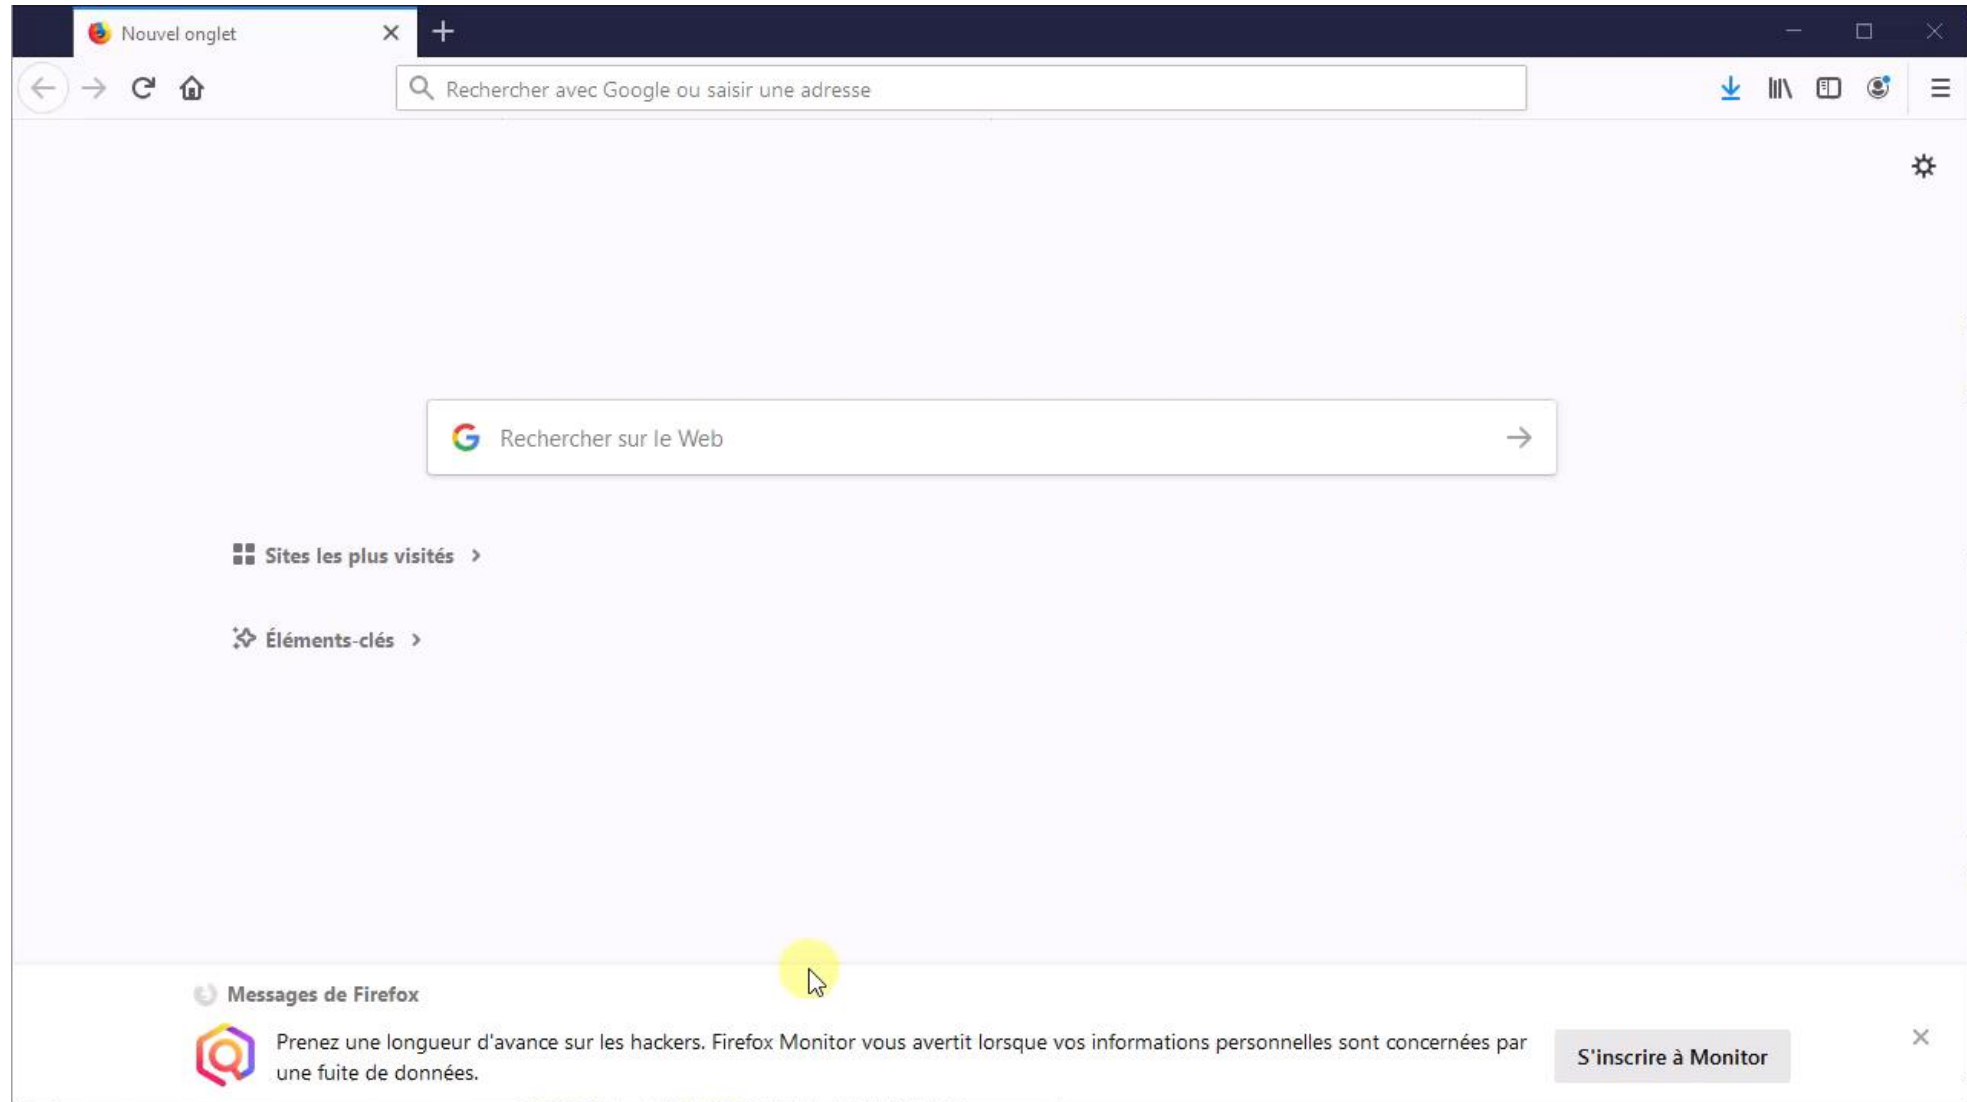 Nouvel onglet
Rechercher avec Google ou saisir une adresse
Rechercher sur le Web
Sites les plus visités
Éléments-clés
Messages de Firefox
Prenez une longueur d'avance sur les hackers. Firefox Monitor vous avertit lorsque vos informations personnelles sont concernées par
une fuite de données.
S'inscrire à Monitor